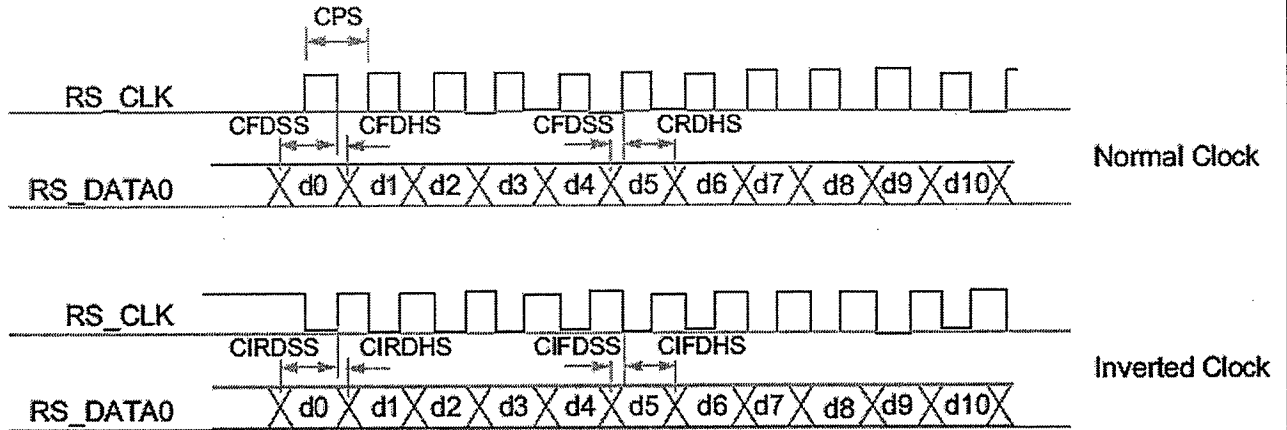 CPS
RS_CLK
CFDSS CFDHS CFDSS CRDHS
Normal Clock
RS_DATA0 d0 d1 d2 d3 d4 d5 d6 d7 d8 d9 d10
RS_CLK
CIRDSS CIRDHS CIFDSS CIFDHS
Inverted Clock
RS_DATA0 d0 d1 d2 d3 d4 d5 d6 d7 d8 d9 d10